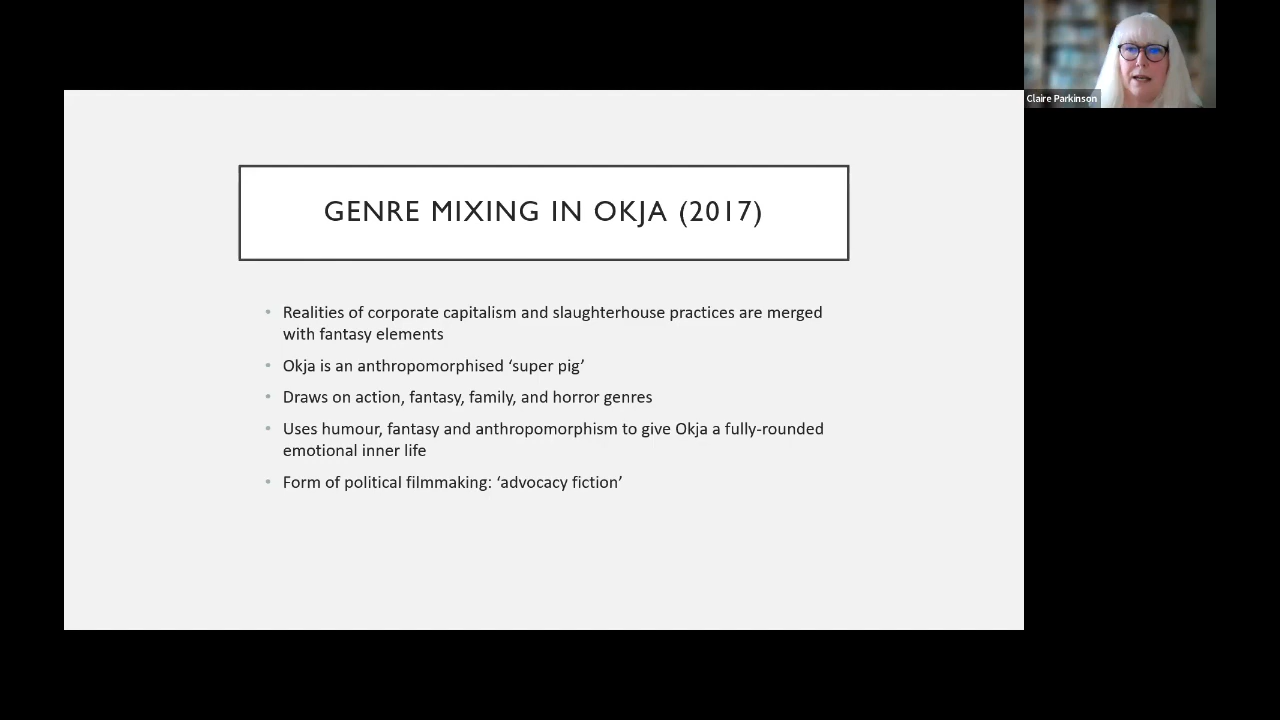 Claire Parkinson
GENRE MIXING IN OKJA (2017)
• Realities of corporate capitalism and slaughterhouse practices are merged
with fantasy elements
• Okja is an anthropomorphised ‘super pig’
• Draws on action, fantasy, family, and horror genres
• Uses humour, fantasy and anthropomorphism to give Okja a fully-rounded
emotional inner life
• Form of political filmmaking: ‘advocacy fiction’